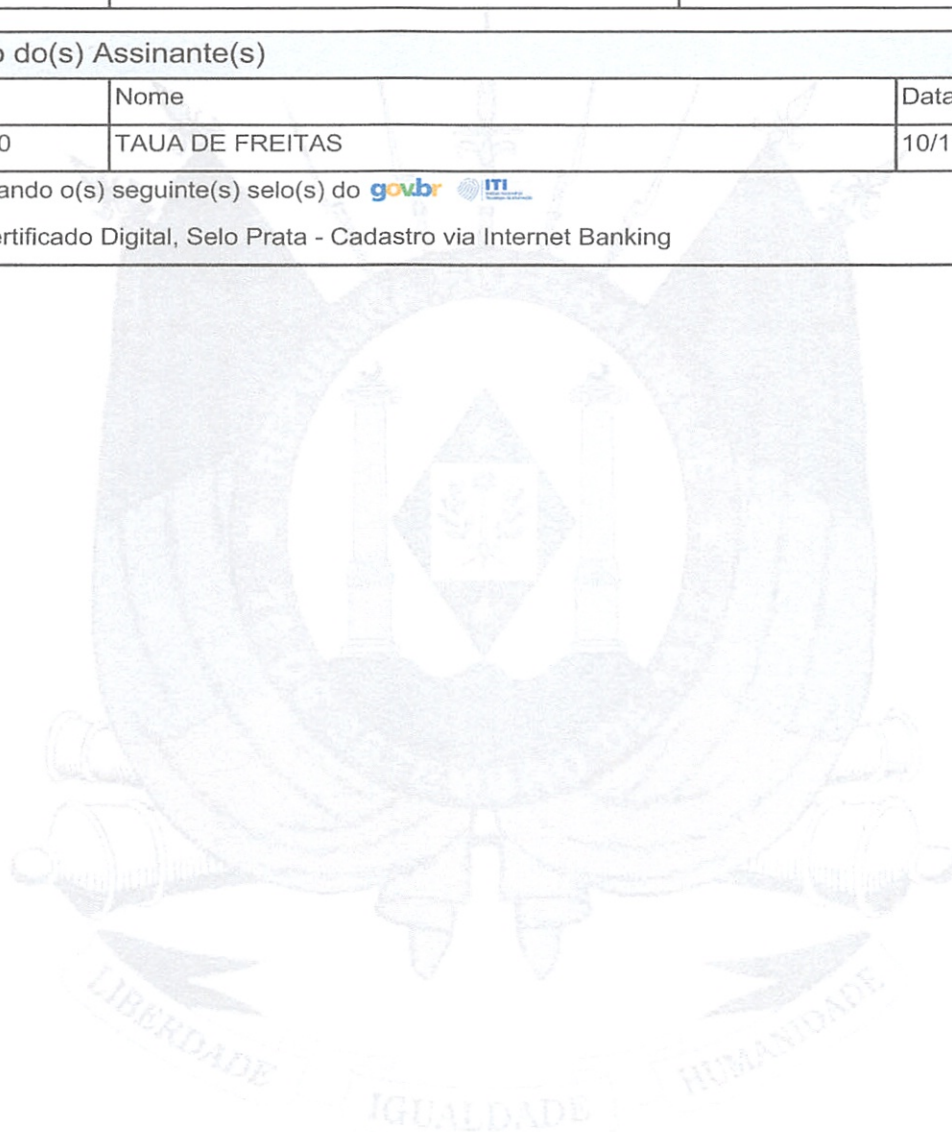 do(s) Assinante(s)
Nome
Data
0
TAUA DE FREITAS
10/1
ando o(s) seguinte(s) selo(s) do gov.br ITI
ertificado Digital, Selo Prata - Cadastro via Internet Banking
LIBERDADE
IGUALDADE
HUMANIDADE